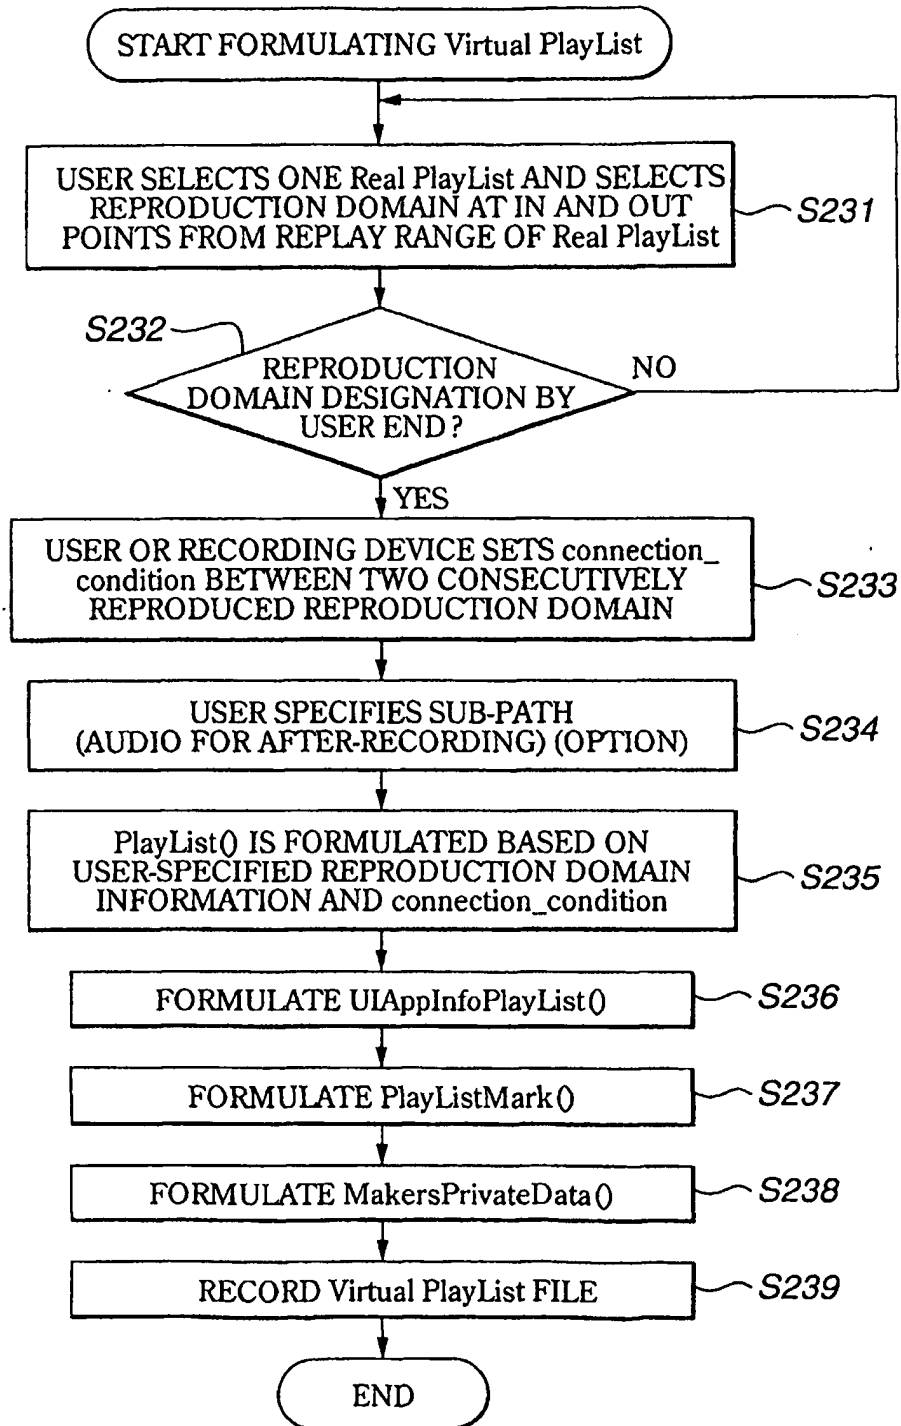 START FORMULATING Virtual PlayList
USER SELECTS ONE Real PlayList AND SELECTS
REPRODUCTION DOMAIN AT IN AND OUT
POINTS FROM REPLAY RANGE OF Real PlayList
S231
S232
REPRODUCTION
DOMAIN DESIGNATION BY
USER END?
NO
YES
USER OR RECORDING DEVICE SETS connection_
condition BETWEEN TWO CONSECUTIVELY
REPRODUCED REPRODUCTION DOMAIN
S233
USER SPECIFIES SUB-PATH
(AUDIO FOR AFTER-RECORDING) (OPTION)
S234
PlayList() IS FORMULATED BASED ON
USER-SPECIFIED REPRODUCTION DOMAIN
INFORMATION AND connection_condition
S235
FORMULATE UIAppInfoPlayList()
S236
FORMULATE PlayListMark()
S237
FORMULATE MakersPrivateData()
S238
RECORD Virtual PlayList FILE
S239
END